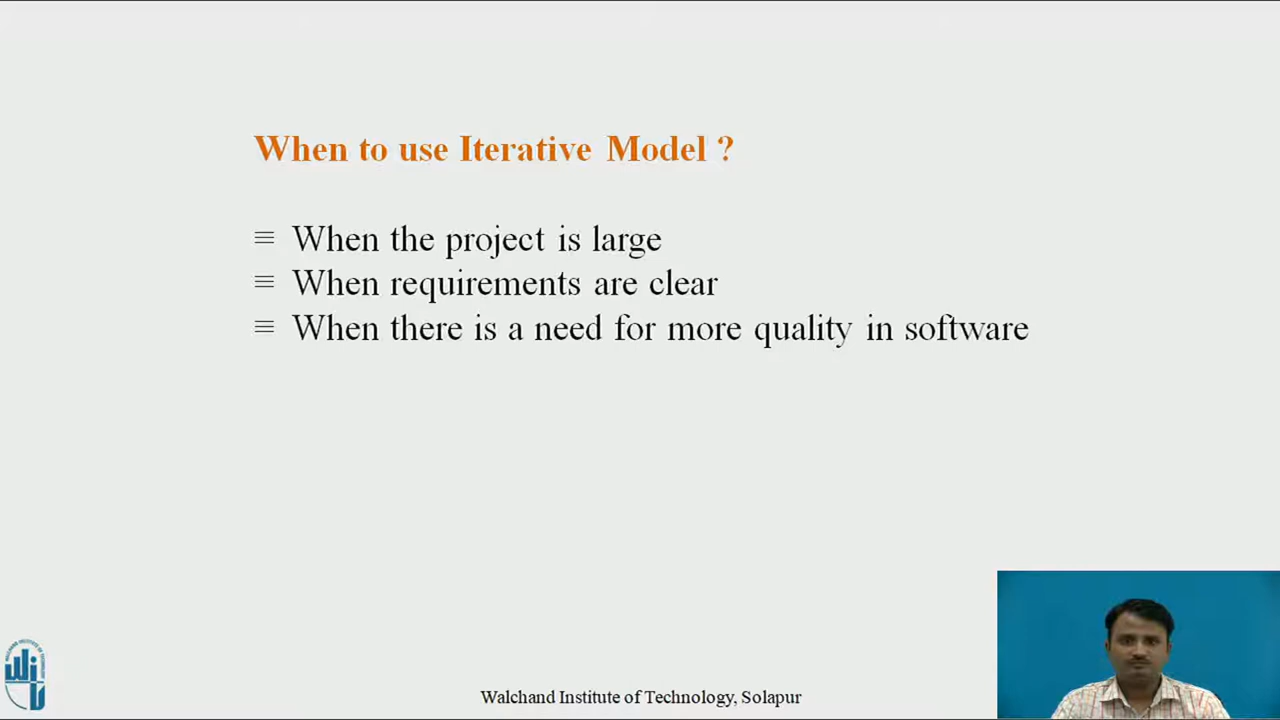 When to use Iterative Model ?
≡ When the project is large
≡ When requirements are clear
≡ When there is a need for more quality in software
Walchand Institute of Technology, Solapur